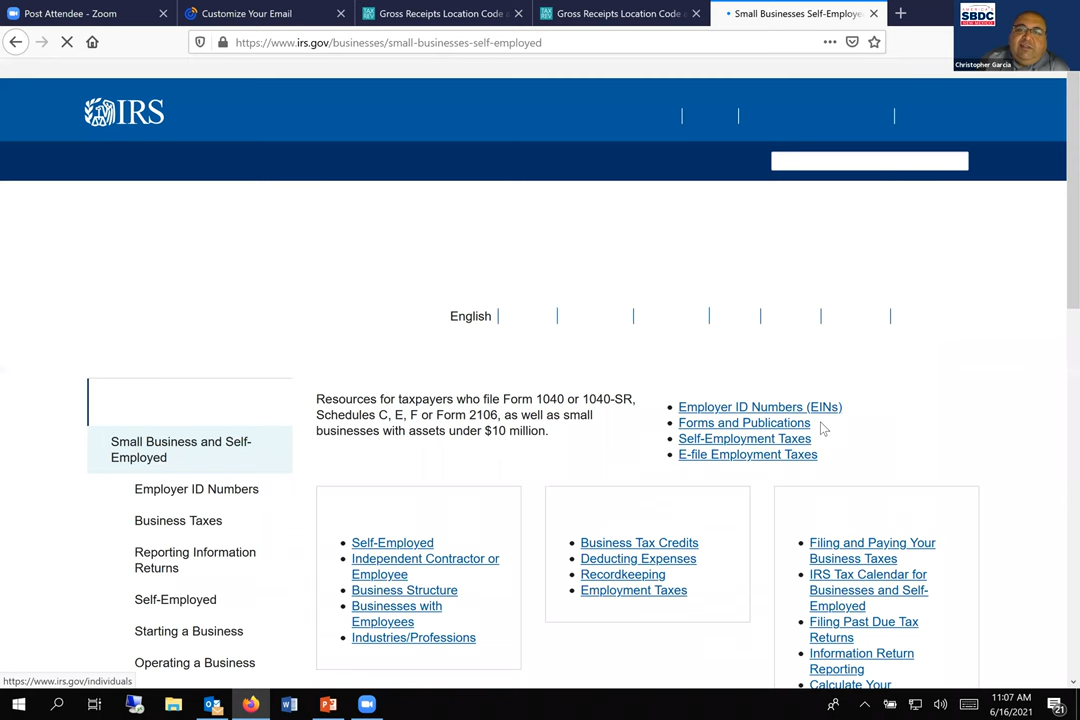 Post Attendee - Zoom
Customize Your Email
Gross Receipts Location Code
Gross Receipts Location Code
Small Businesses Self-Employe
https://www.irs.gov/businesses/small-businesses-self-employed
AMERICA'S
SBDC
NEW MEXICO
Christopher Garcia
IRS
English
Small Business and Self-
Employed
Employer ID Numbers
Business Taxes
Reporting Information
Returns
Self-Employed
Starting a Business
Operating a Business
Resources for taxpayers who file Form 1040 or 1040-SR,
Schedules C, E, F or Form 2106, as well as small
businesses with assets under $10 million.
Employer ID Numbers (EINs)
Forms and Publications
Self-Employment Taxes
E-file Employment Taxes
Self-Employed
Independent Contractor or
Employee
Business Structure
Businesses with
Employees
Industries/Professions
Business Tax Credits
Deducting Expenses
Recordkeeping
Employment Taxes
Filing and Paying Your
Business Taxes
IRS Tax Calendar for
Businesses and Self-
Employed
Filing Past Due Tax
Returns
Information Return
Reporting
Calculate Your
https://www.irs.gov/individuals
11:07 AM
6/16/2021
21